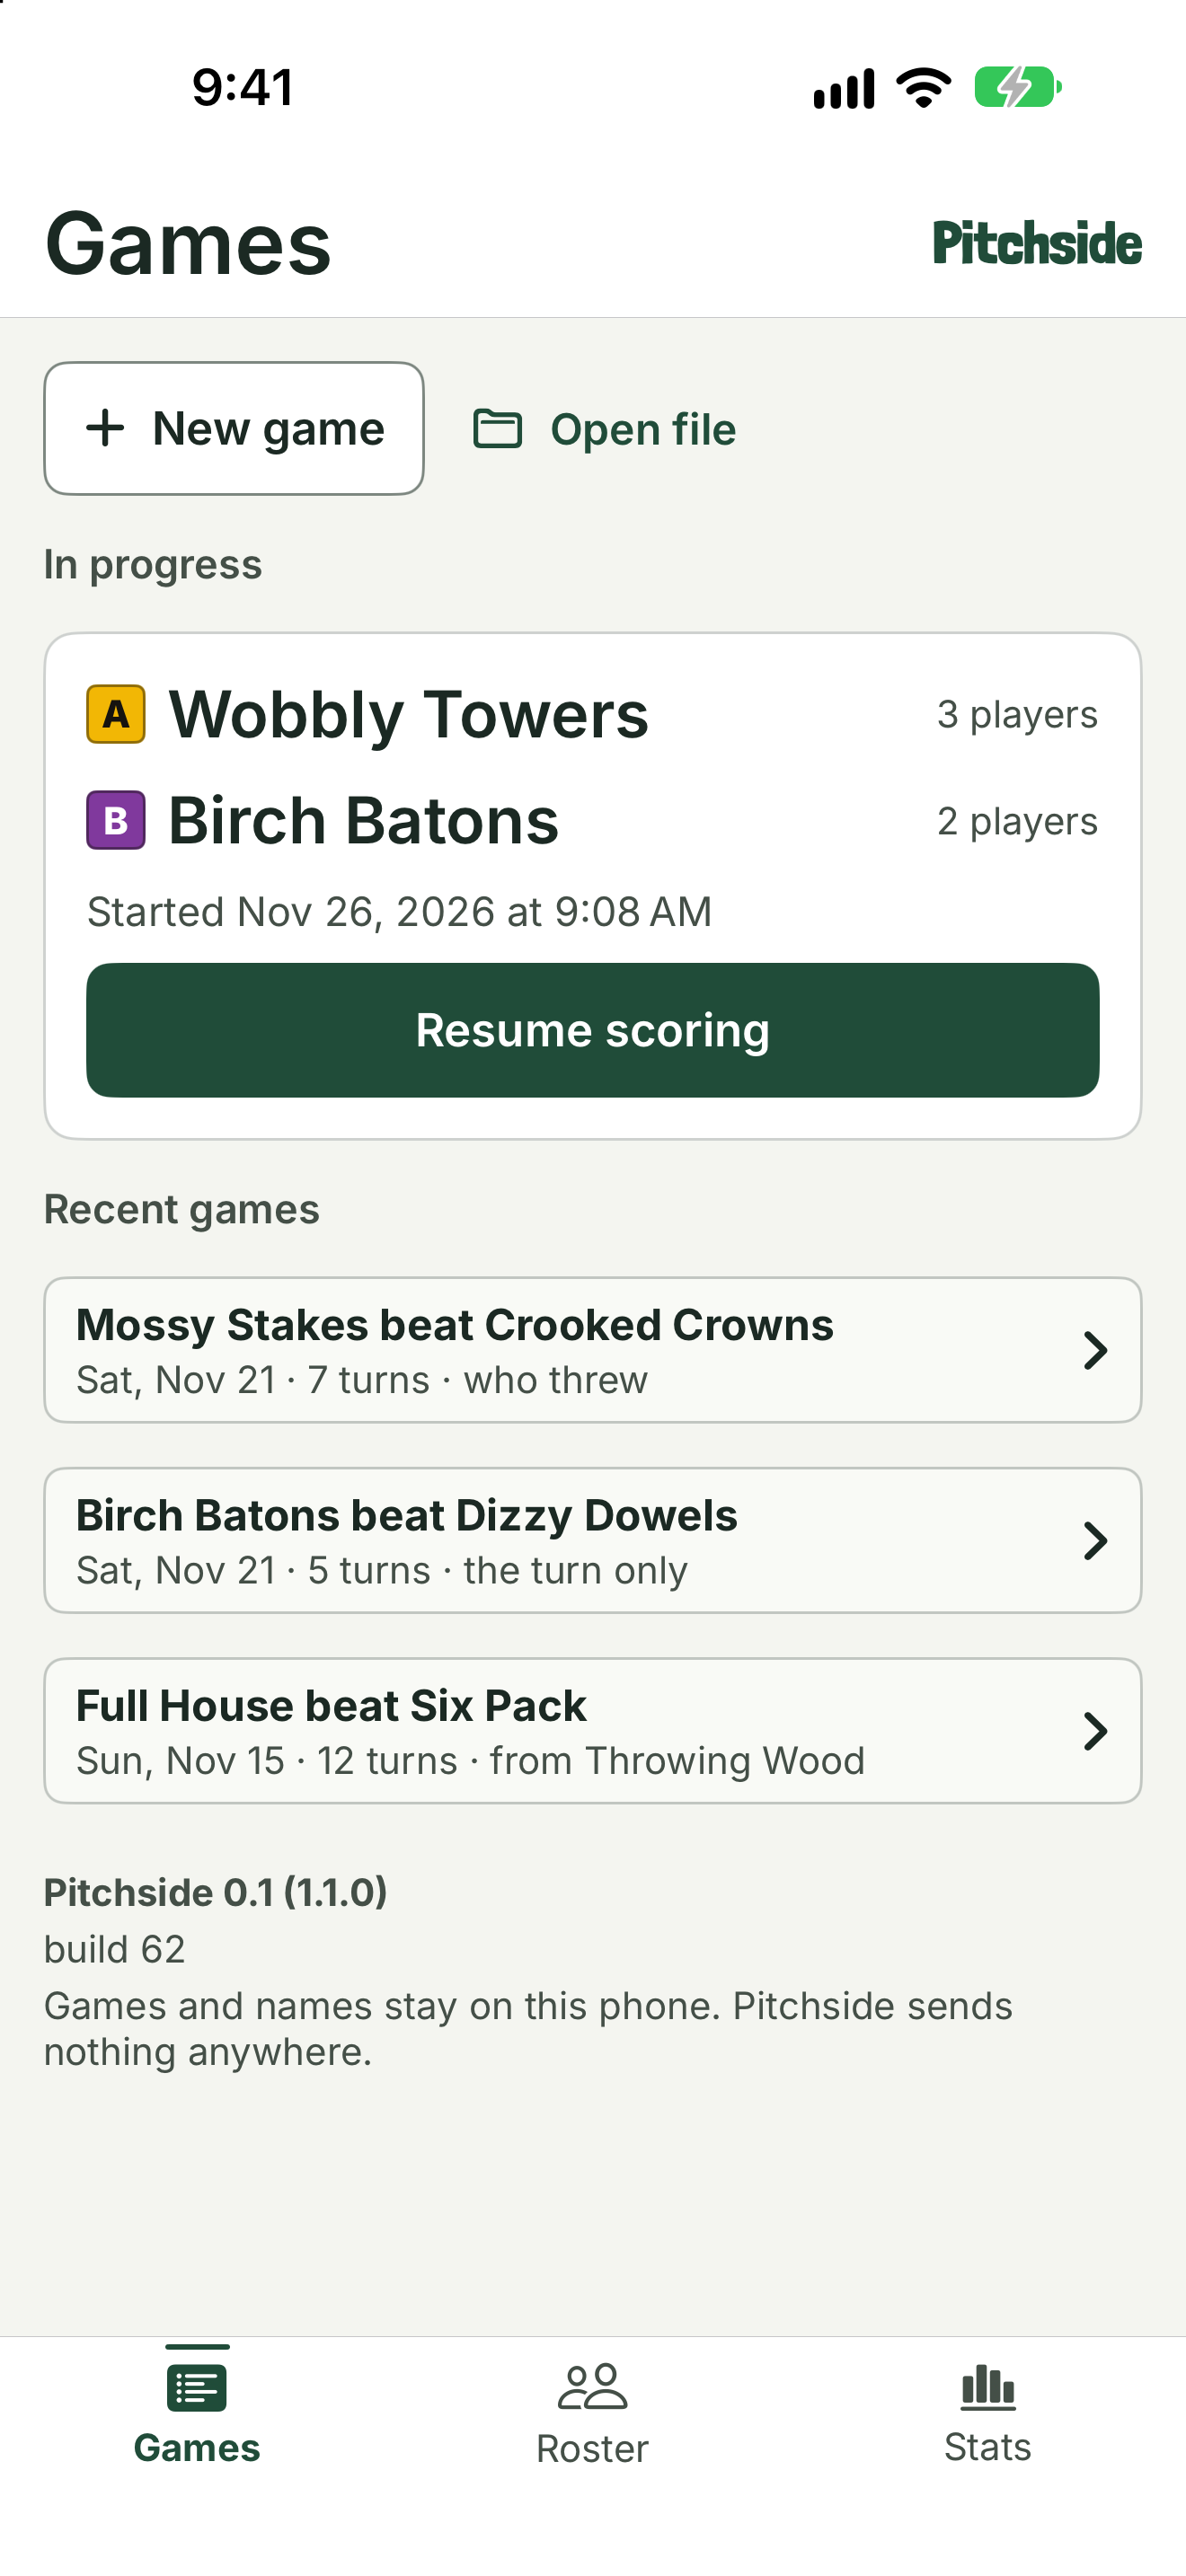 9:41
Games
Pitchside
New game
Open file
In progress
A Wobbly Towers 3 players
B Birch Batons 2 players
Started Nov 26, 2026 at 9:08 AM
Resume scoring
Recent games
Mossy Stakes beat Crooked Crowns
Sat, Nov 21 · 7 turns · who threw
Birch Batons beat Dizzy Dowels
Sat, Nov 21 · 5 turns · the turn only
Full House beat Six Pack
Sun, Nov 15 · 12 turns · from Throwing Wood
Pitchside 0.1 (1.1.0)
build 62
Games and names stay on this phone. Pitchside sends
nothing anywhere.
Games
Roster
Stats